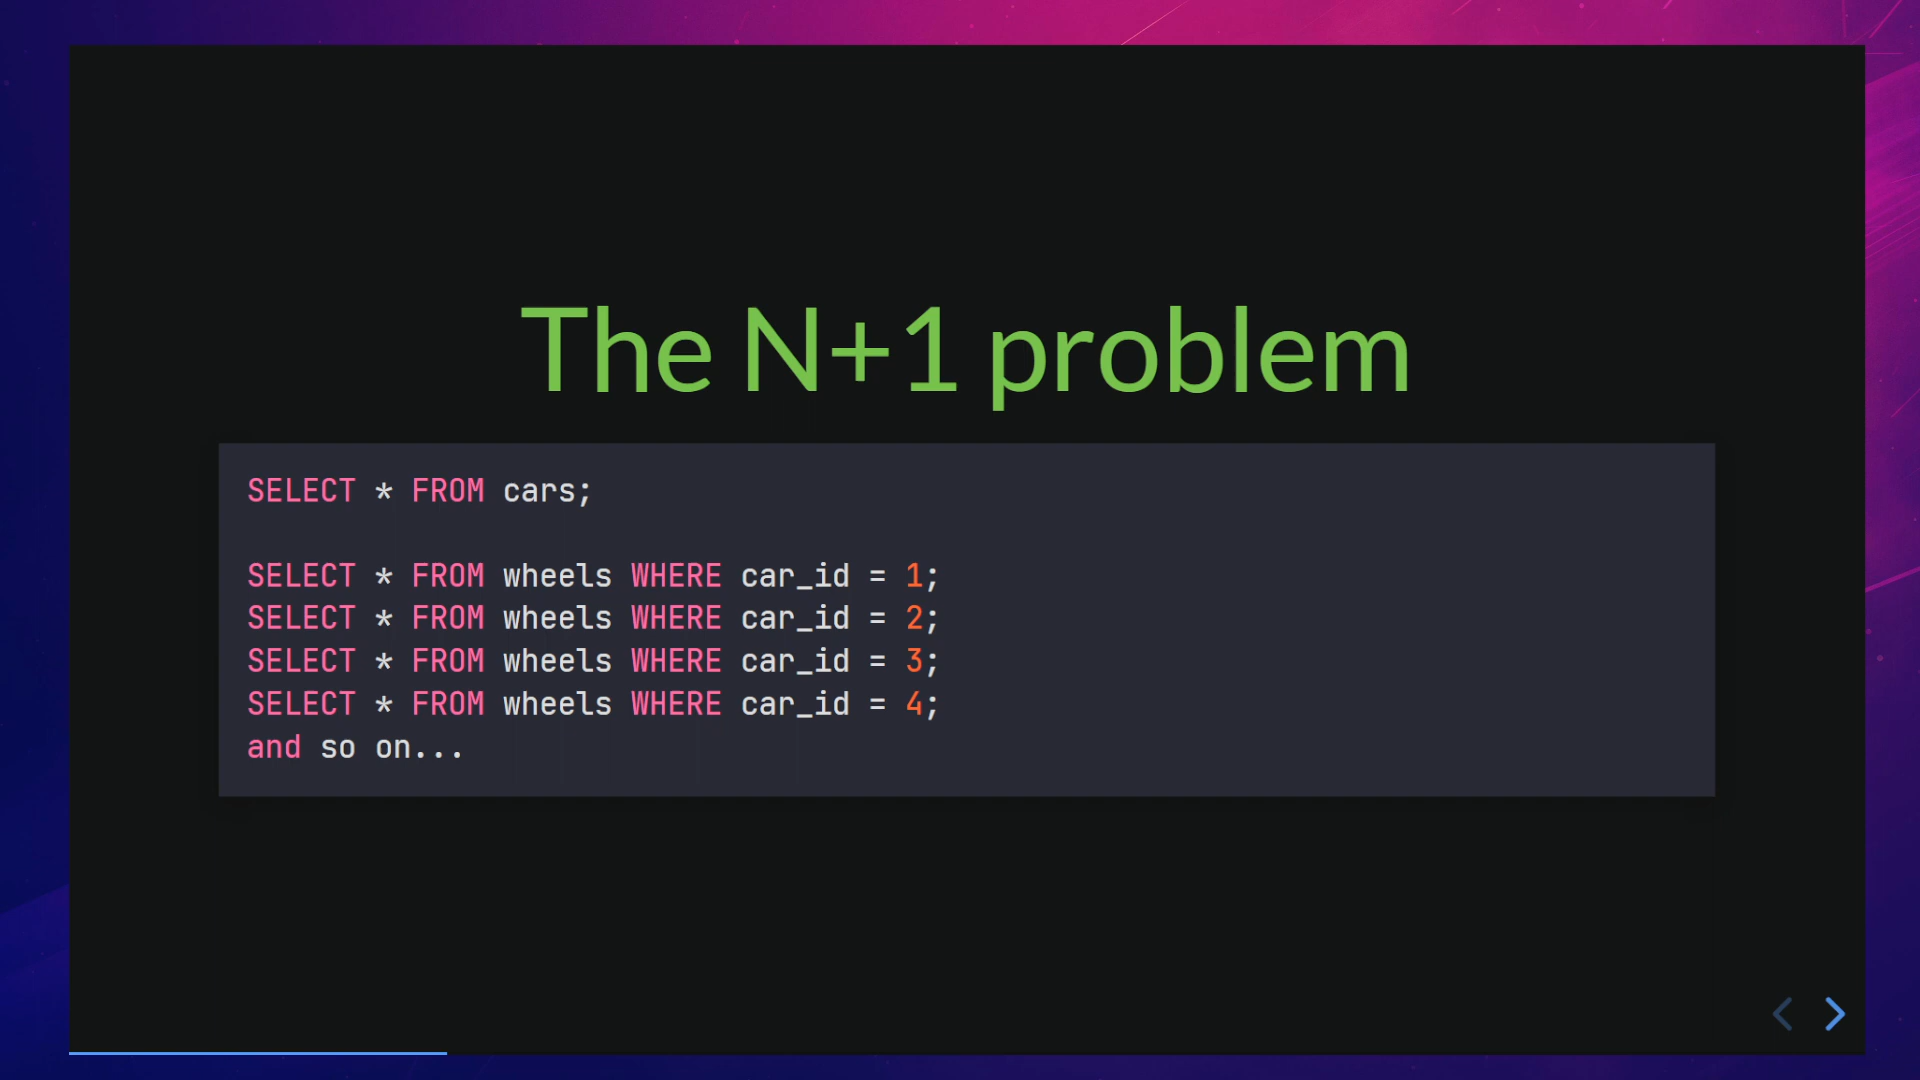 The N+1 problem
SELECT * FROM cars;
SELECT * FROM wheels WHERE car_id = 1;
SELECT * FROM wheels WHERE car_id = 2;
SELECT * FROM wheels WHERE car_id = 3;
SELECT * FROM wheels WHERE car_id = 4;
and so on...